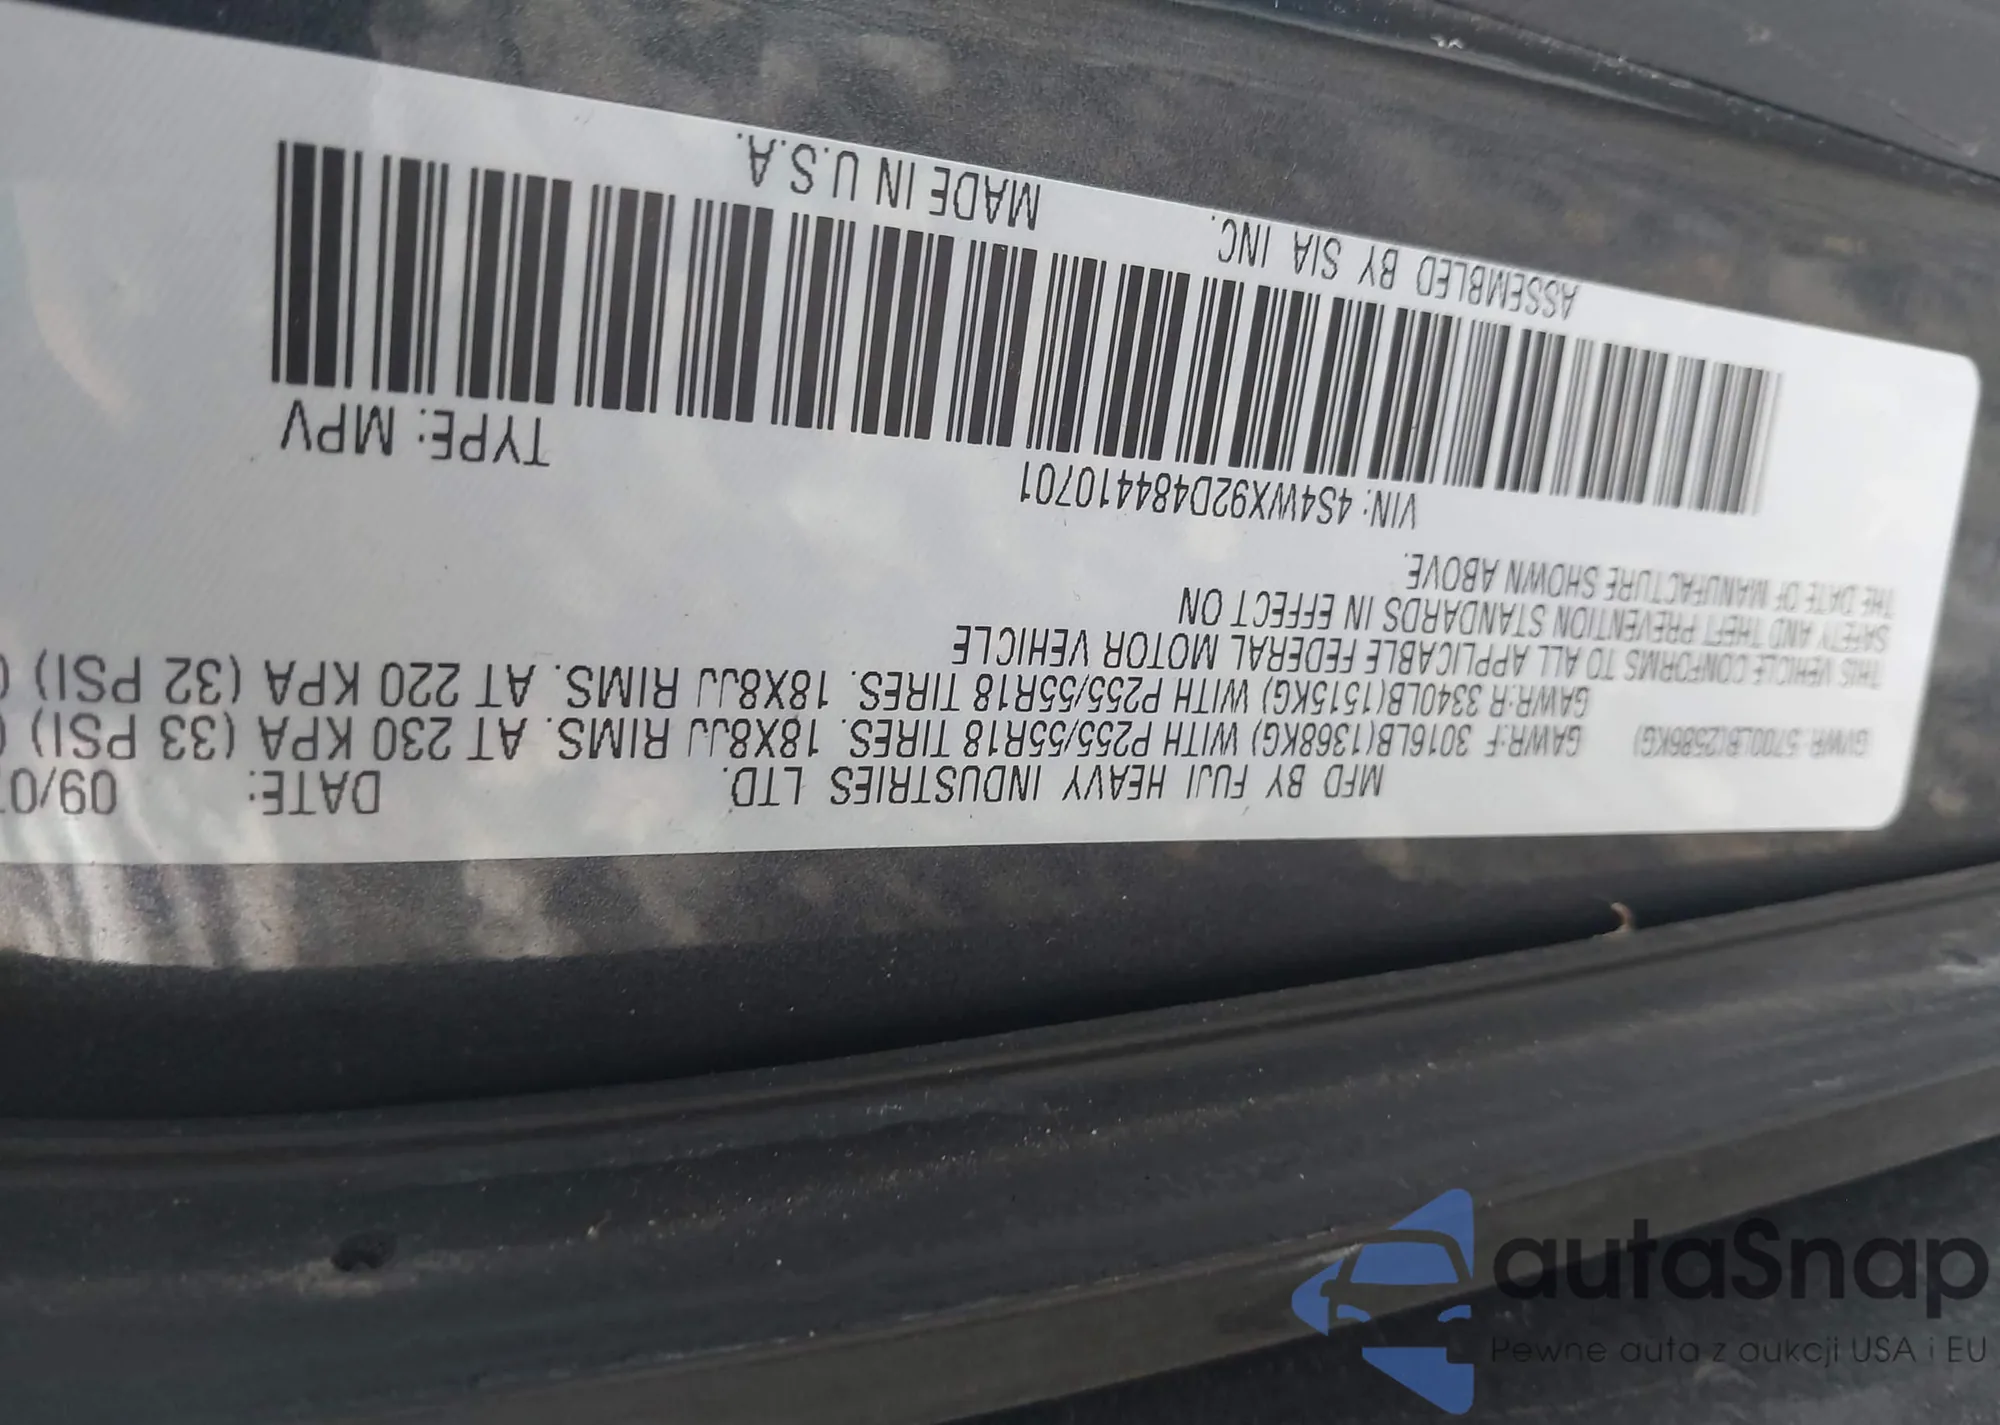 MFD BY FUJI HEAVY INDUSTRIES LTD. DATE: 09/0
GVWR: 5700LB(2586KG) GAWR:F 3016LB(1368KG) WITH P255/55R18 TIRES. 18X8JJ RIMS. AT 230 KPA (33 PSI)
GAWR:R 3340LB(1515KG) WITH P255/55R18 TIRES. 18X8JJ RIMS. AT 220 KPA (32 PSI)
THIS VEHICLE CONFORMS TO ALL APPLICABLE FEDERAL MOTOR VEHICLE
SAFETY AND THEFT PREVENTION STANDARDS IN EFFECT ON
THE DATE OF MANUFACTURE SHOWN ABOVE.
VIN: 4S4WX92D484410701 TYPE: MPV
ASSEMBLED BY SIA INC. MADE IN U.S.A.
autaSnap
Pewne auta z aukcji USA i EU